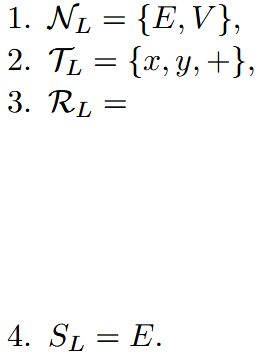 1. 𝒩_L = {E, V},
2. 𝒯_L = {x, y, +},
3. ℛ_L =
4. S_L = E.